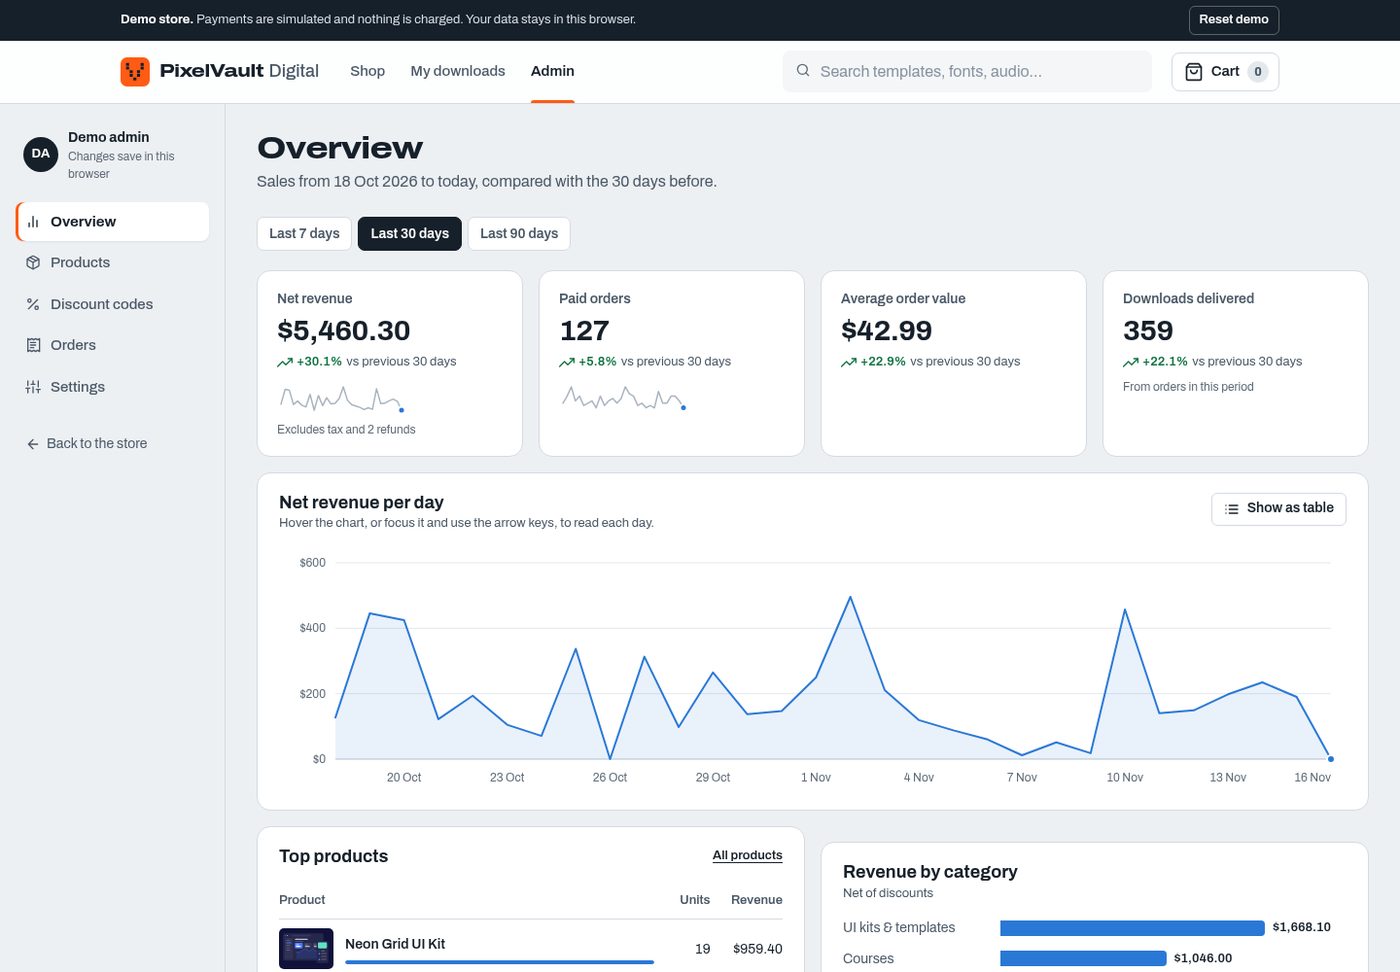 Demo store. Payments are simulated and nothing is charged. Your data stays in this browser.
Reset demo
PixelVault Digital
Shop
My downloads
Admin
Search templates, fonts, audio...
Cart 0
DA
Demo admin
Changes save in this
browser
Overview
Products
Discount codes
Orders
Settings
Back to the store
Overview
Sales from 18 Oct 2026 to today, compared with the 30 days before.
Last 7 days
Last 30 days
Last 90 days
Net revenue
$5,460.30
+30.1% vs previous 30 days
Excludes tax and 2 refunds
Paid orders
127
+5.8% vs previous 30 days
Average order value
$42.99
+22.9% vs previous 30 days
Downloads delivered
359
+22.1% vs previous 30 days
From orders in this period
Net revenue per day
Hover the chart, or focus it and use the arrow keys, to read each day.
Show as table
$600
$400
$200
$0
20 Oct
23 Oct
26 Oct
29 Oct
1 Nov
4 Nov
7 Nov
10 Nov
13 Nov
16 Nov
Top products
All products
Product
Units
Revenue
Neon Grid UI Kit
19
$959.40
Revenue by category
Net of discounts
UI kits & templates
$1,668.10
Courses
$1,046.00